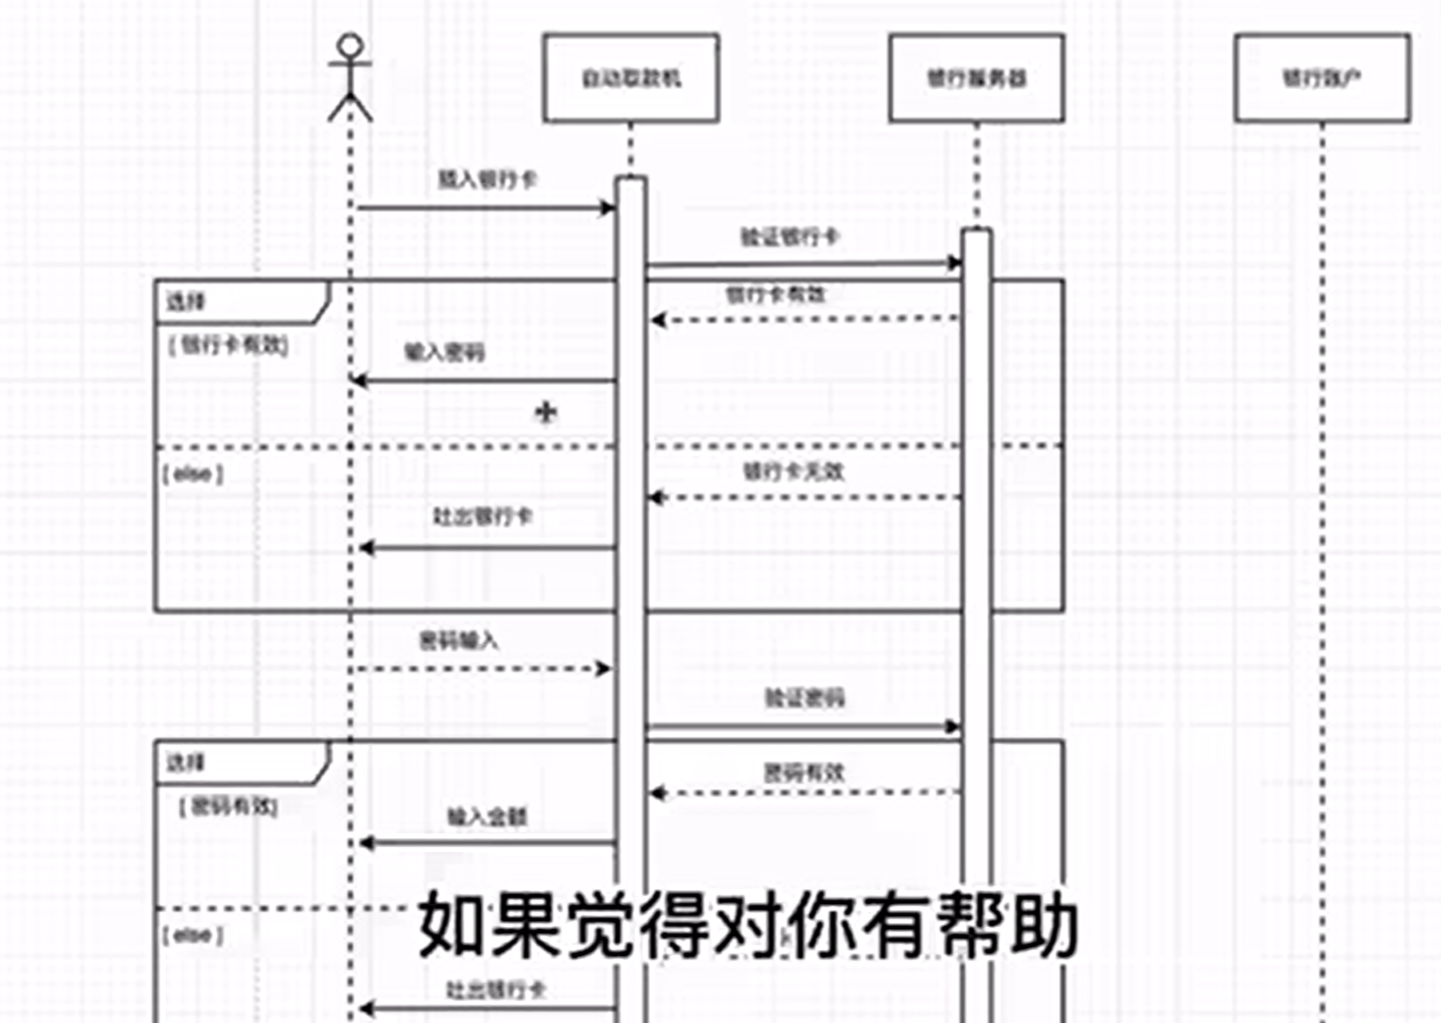 自动取款机
银行服务器
银行账户
插入银行卡
验证银行卡
选择
银行卡有效
[ 银行卡有效]
输入密码
[ else ]
银行卡无效
吐出银行卡
密码输入
验证密码
选择
密码有效
[ 密码有效]
输入金额
如果觉得对你有帮助
[ else ]
吐出银行卡